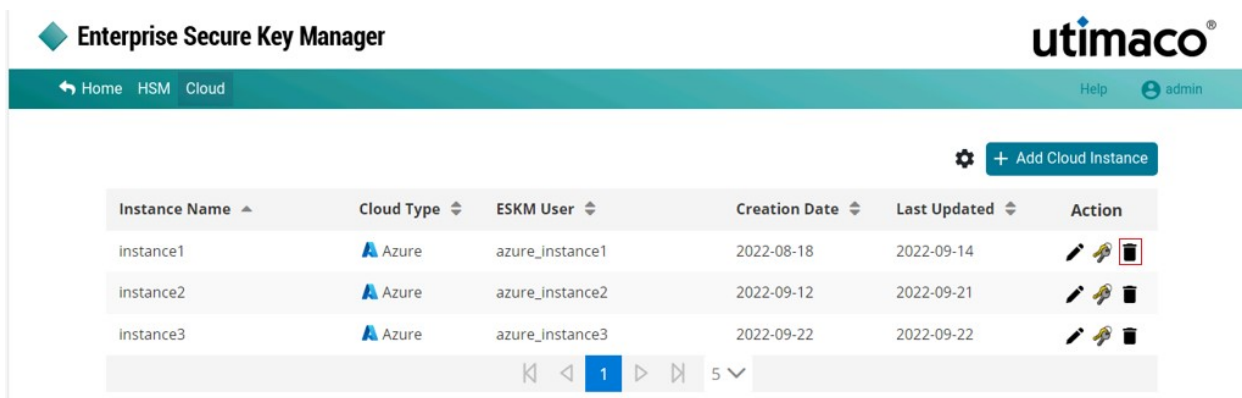 Enterprise Secure Key Manager
utimaco®
Home HSM Cloud Help admin
+ Add Cloud Instance
Instance Name Cloud Type ESKM User Creation Date Last Updated Action
instance1 Azure azure_instance1 2022-08-18 2022-09-14
instance2 Azure azure_instance2 2022-09-12 2022-09-21
instance3 Azure azure_instance3 2022-09-22 2022-09-22
1 5